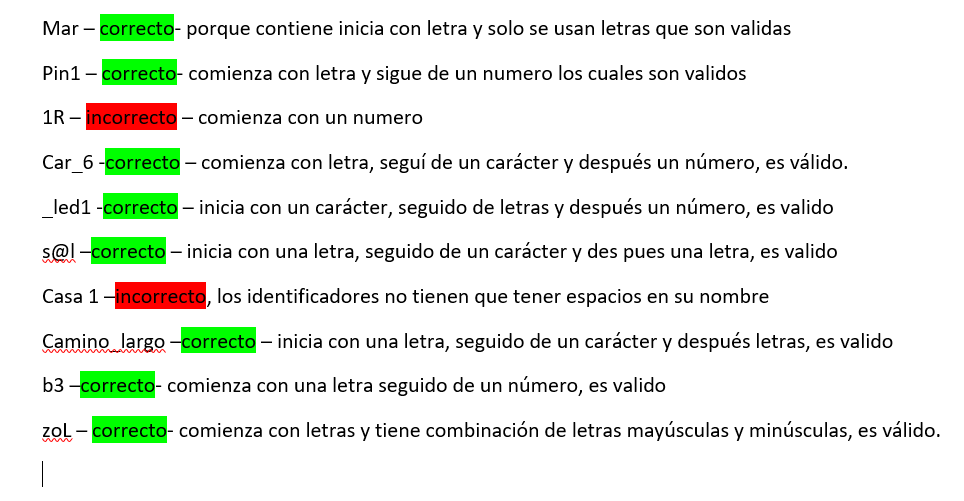 Mar – correcto- porque contiene inicia con letra y solo se usan letras que son validas
Pin1 – correcto- comienza con letra y sigue de un numero los cuales son validos
1R – incorrecto – comienza con un numero
Car_6 -correcto – comienza con letra, seguí de un carácter y después un número, es válido.
_led1 -correcto – inicia con un carácter, seguido de letras y después un número, es valido
s@l –correcto – inicia con una letra, seguido de un carácter y des pues una letra, es valido
Casa 1 –incorrecto, los identificadores no tienen que tener espacios en su nombre
Camino_largo –correcto – inicia con una letra, seguido de un carácter y después letras, es valido
b3 –correcto- comienza con una letra seguido de un número, es valido
zoL – correcto- comienza con letras y tiene combinación de letras mayúsculas y minúsculas, es válido.